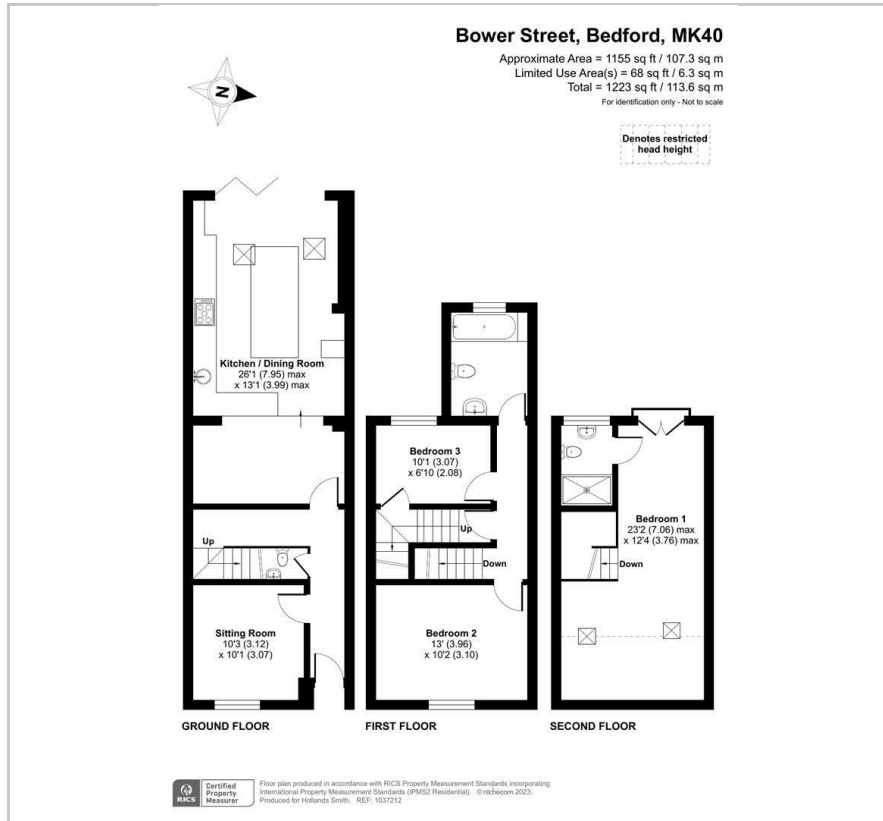 Bower Street, Bedford, MK40
Approximate Area = 1155 sq ft / 107.3 sq m
Limited Use Area(s) = 68 sq ft / 6.3 sq m
Total = 1223 sq ft / 113.6 sq m
For identification only - Not to scale
N
Denotes restricted
head height
Kitchen / Dining Room
26'1 (7.95) max
x 13'1 (3.99) max
Up
Sitting Room
10'3 (3.12)
x 10'1 (3.07)
GROUND FLOOR
Bedroom 3
10'1 (3.07)
x 6'10 (2.08)
Up
Down
Bedroom 2
13' (3.96)
x 10'2 (3.10)
FIRST FLOOR
Bedroom 1
23'2 (7.06) max
x 12'4 (3.76) max
Down
SECOND FLOOR
RICS
Certified
Property
Measurer
Floor plan produced in accordance with RICS Property Measurement Standards incorporating
International Property Measurement Standards (IPMS2 Residential). © nichecom 2023.
Produced for Hollands Smith. REF: 1037212